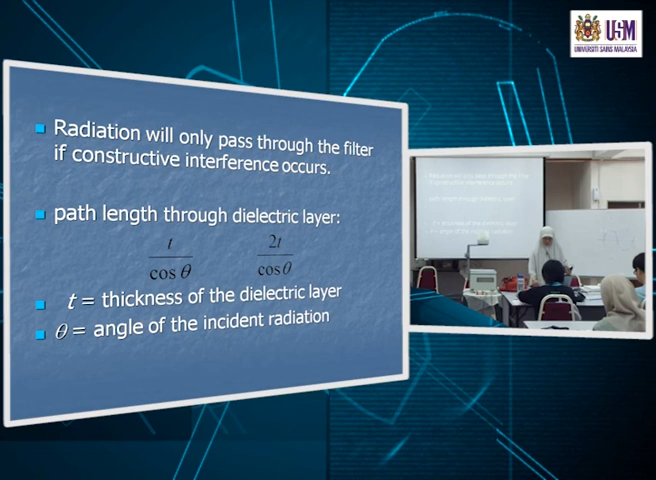 USM
UNIVERSITI SAINS MALAYSIA
Radiation will only pass through the filter
if constructive interference occurs.
path length through dielectric layer:
t / cos θ 2t / cos θ
t = thickness of the dielectric layer
θ = angle of the incident radiation